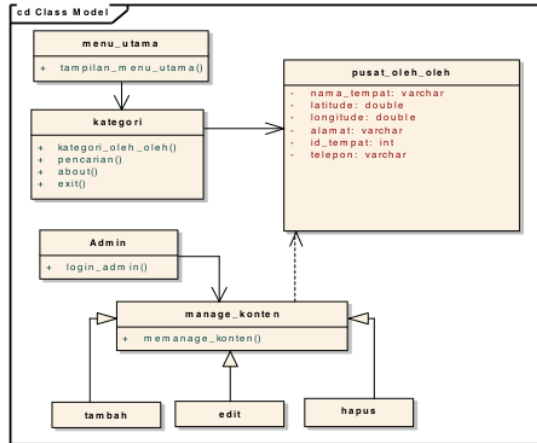 cd Class Model
menu_utama
+ tampilan_menu_utama()
kategori
+ kategori_oleh_oleh()
+ pencarian()
+ about()
+ exit()
pusat_oleh_oleh
- nama_tempat: varchar
- latitude: double
- longitude: double
- alamat: varchar
- id_tempat: int
- telepon: varchar
Admin
+ login_admin()
manage_konten
+ memanage_konten()
tambah
edit
hapus